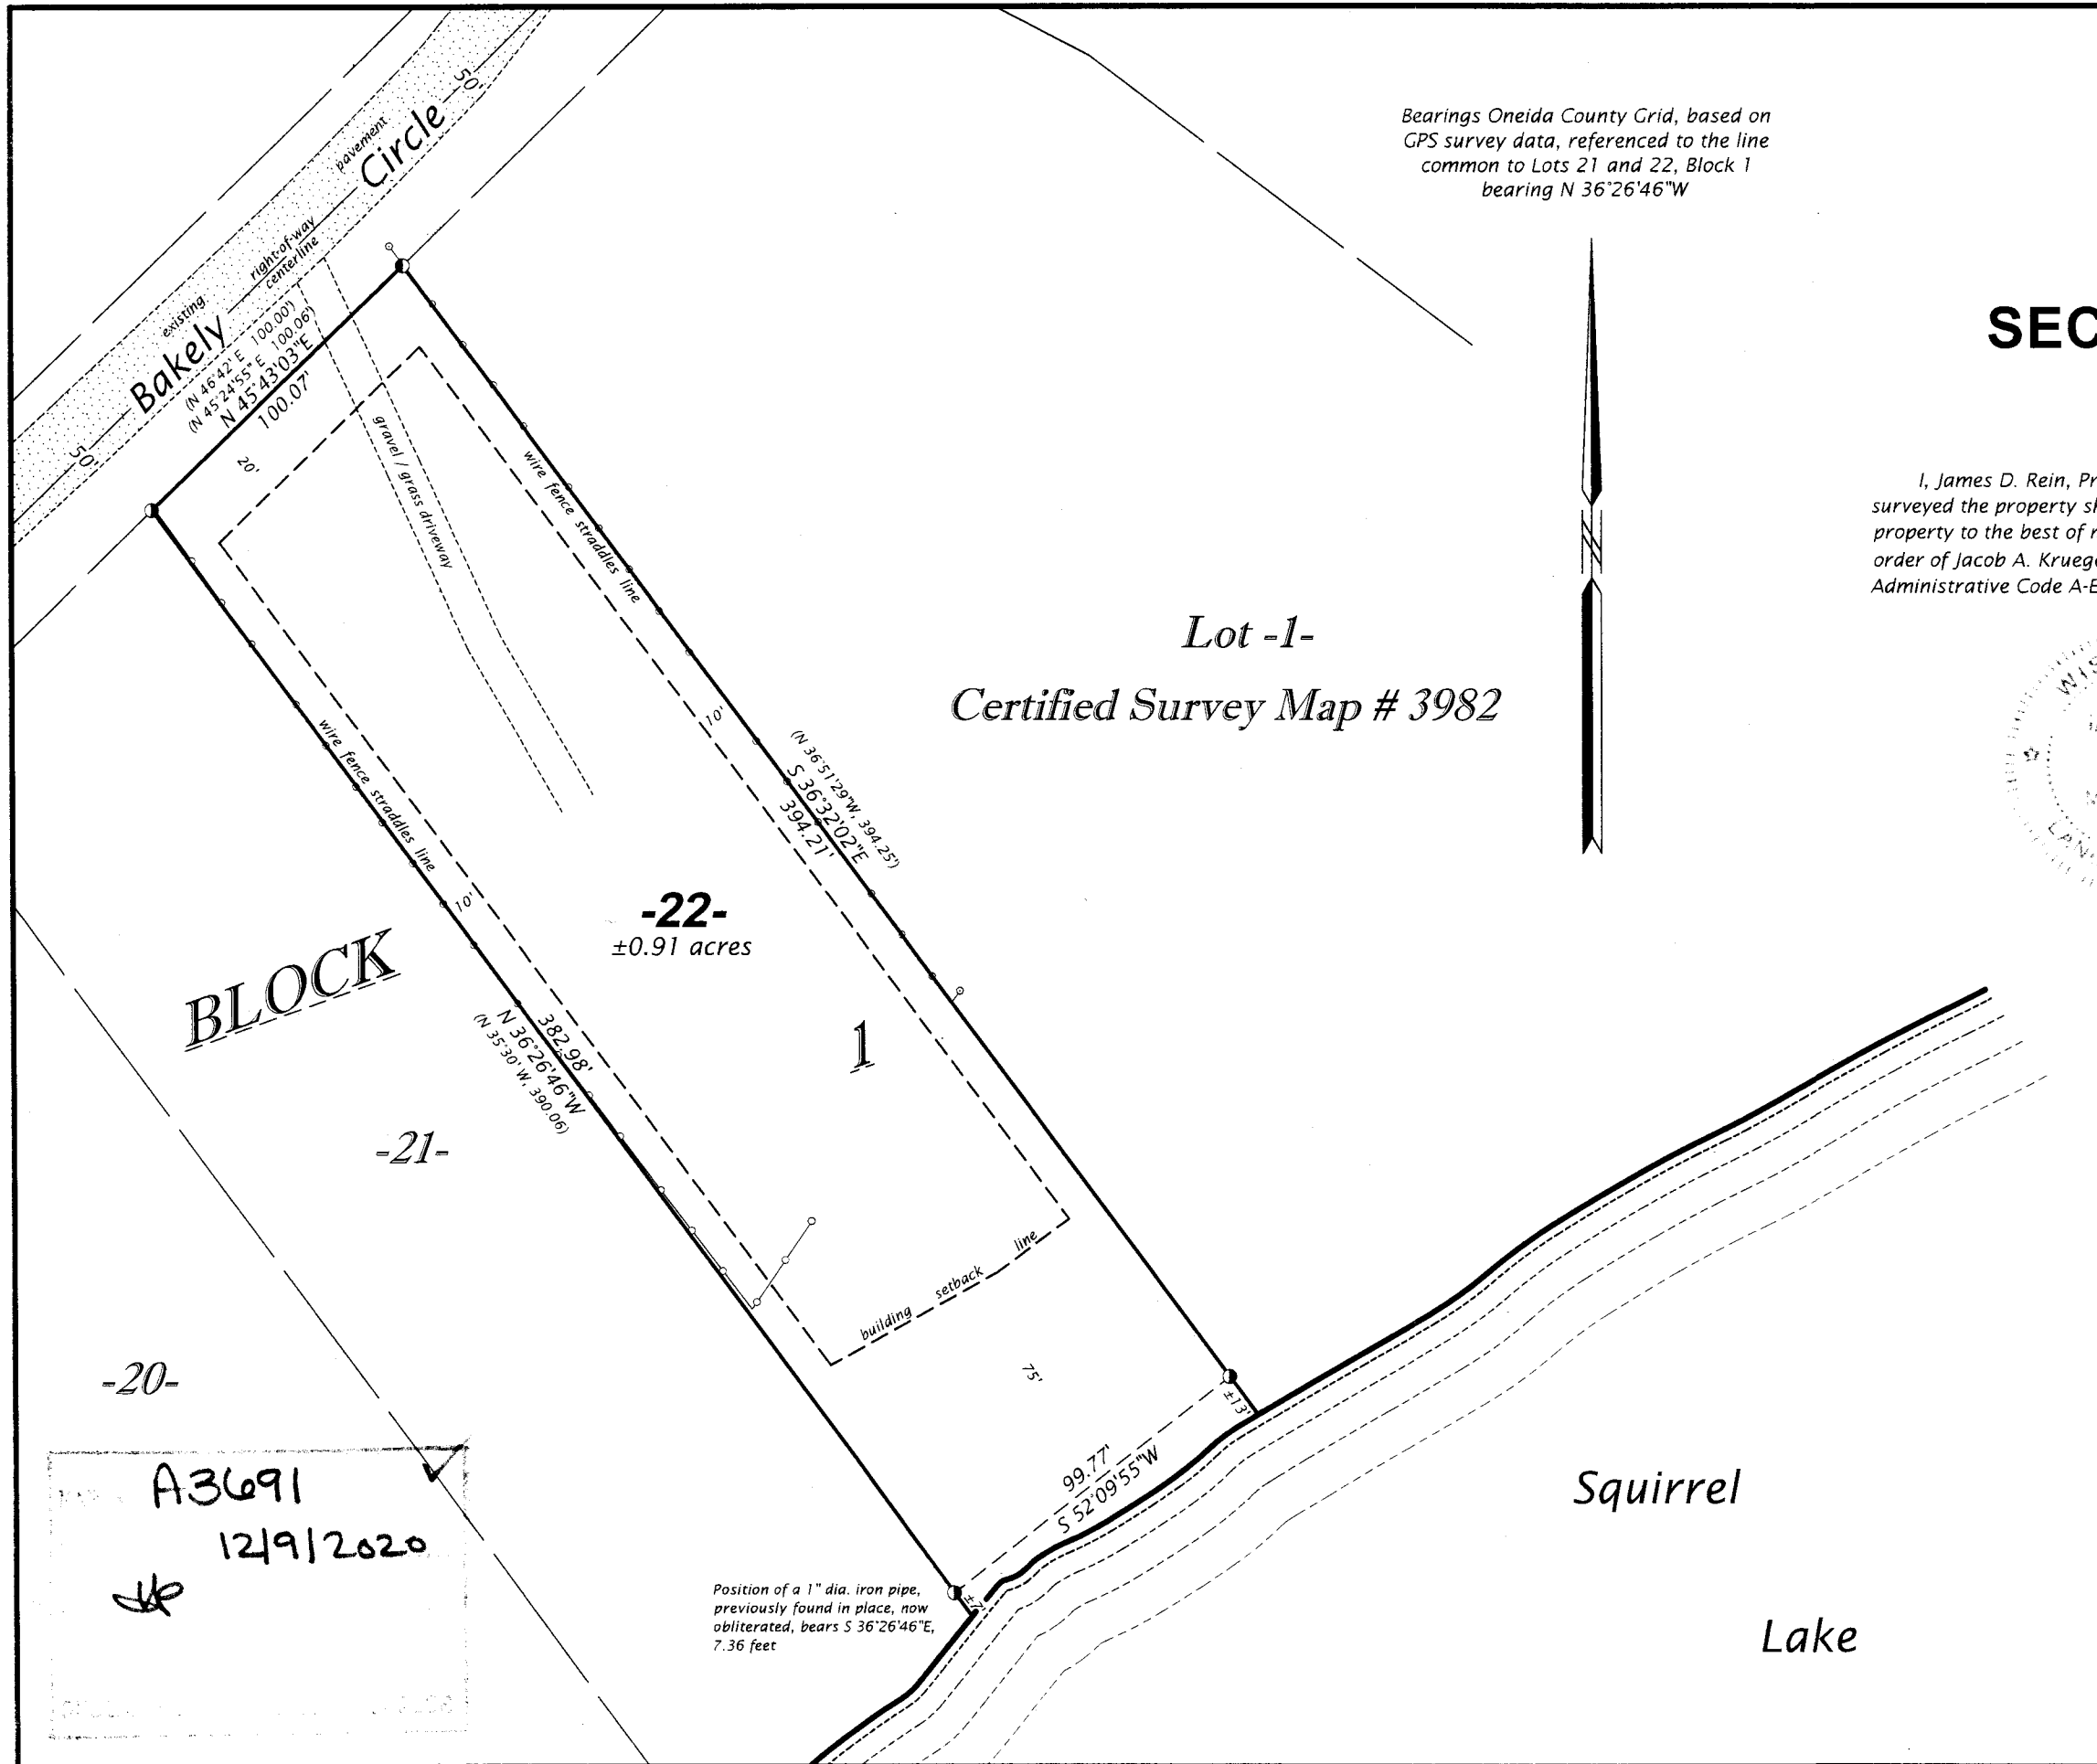 50'
pavement
Circle
right-of-way
centerline
existing
Bakely
(N 46°42' E 100.00')
(N 45°24'55" E 100.06')
N 45°43'03"E
100.07'
50'
20'
gravel / grass driveway
wire fence straddles line
Bearings Oneida County Grid, based on
GPS survey data, referenced to the line
common to Lots 21 and 22, Block 1
bearing N 36°26'46"W
SEC
I, James D. Rein, Pr
surveyed the property sh
property to the best of
order of Jacob A. Kruege
Administrative Code A-E
Lot -1-
Certified Survey Map # 3982
10'
(N 36°51'29"W, 394.25')
S 36°32'02"E
394.21'
wire fence straddles line
10'
-22-
±0.91 acres
BLOCK
1
382.98'
N 36°26'46"W
(N 35°30' W, 390.06)
-21-
building setback line
75'
-20-
±13'
99.77'
S 52°09'55"W
±7'
A3691
12/9/2020
Position of a 1" dia. iron pipe,
previously found in place, now
obliterated, bears S 36°26'46"E,
7.36 feet
Squirrel
Lake